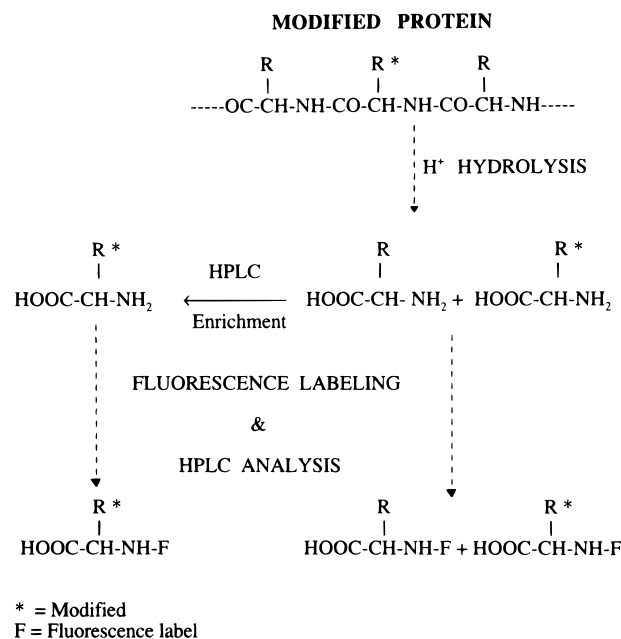 MODIFIED PROTEIN
R R * R
-----OC-CH-NH-CO-CH-NH-CO-CH-NH-----
H⁺ HYDROLYSIS
R * R R *
HPLC
HOOC-CH-NH₂ HOOC-CH- NH₂ + HOOC-CH-NH₂
Enrichment
FLUORESCENCE LABELING
&
HPLC ANALYSIS
R * R R *
HOOC-CH-NH-F HOOC-CH-NH-F + HOOC-CH-NH-F
* = Modified
F = Fluorescence label